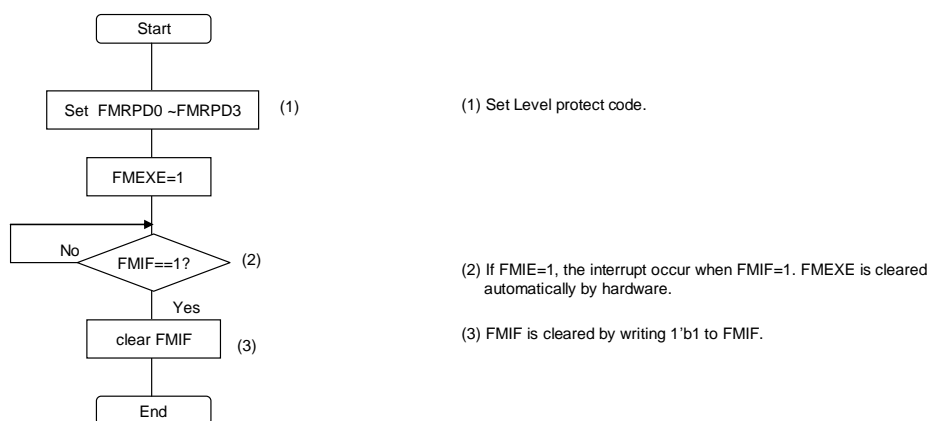 Start
Set FMRPD0 ~FMRPD3
(1)
(1) Set Level protect code.
FMEXE=1
No
FMIF==1?
(2)
(2) If FMIE=1, the interrupt occur when FMIF=1. FMEXE is cleared
automatically by hardware.
Yes
clear FMIF
(3)
(3) FMIF is cleared by writing 1'b1 to FMIF.
End